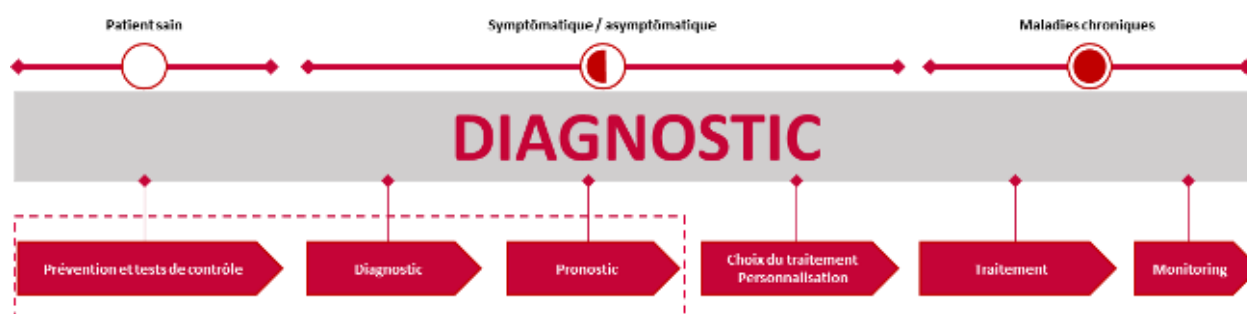 Patient sain
Symptômatique / asymptômatique
Maladies chroniques
DIAGNOSTIC
Prévention et tests de contrôle
Diagnostic
Pronostic
Choix du traitement
Personnalisation
Traitement
Monitoring